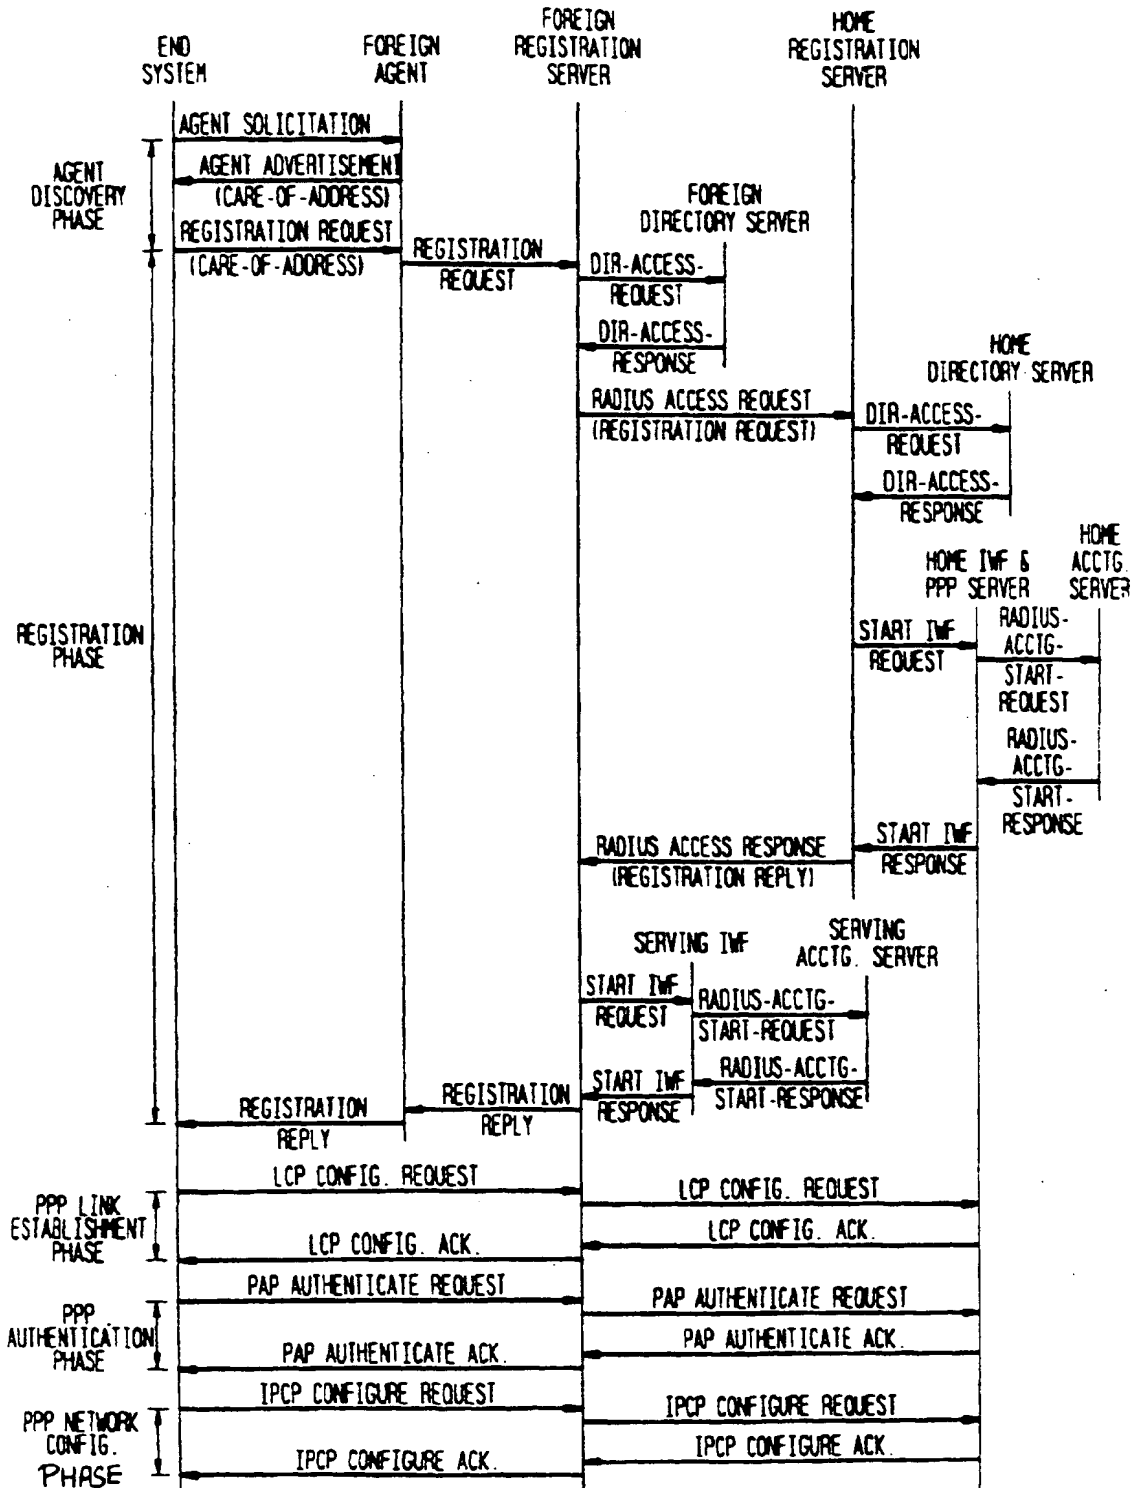 END
SYSTEM
FOREIGN
AGENT
FOREIGN
REGISTRATION
SERVER
HOME
REGISTRATION
SERVER
AGENT SOLICITATION
AGENT ADVERTISEMENT
(CARE-OF-ADDRESS)
AGENT
DISCOVERY
PHASE
REGISTRATION REQUEST
(CARE-OF-ADDRESS)
REGISTRATION
REQUEST
FOREIGN
DIRECTORY SERVER
DIR-ACCESS-
REQUEST
DIR-ACCESS-
RESPONSE
HOME
DIRECTORY SERVER
RADIUS ACCESS REQUEST
(REGISTRATION REQUEST)
DIR-ACCESS-
REQUEST
DIR-ACCESS-
RESPONSE
HOME IWF &
PPP SERVER
HOME
ACCTG.
SERVER
REGISTRATION
PHASE
START IWF
REQUEST
RADIUS-
ACCTG-
START-
REQUEST
RADIUS-
ACCTG-
START-
RESPONSE
START IWF
RESPONSE
RADIUS ACCESS RESPONSE
(REGISTRATION REPLY)
SERVING IWF
SERVING
ACCTG. SERVER
START IWF
REQUEST
RADIUS-ACCTG-
START-REQUEST
RADIUS-ACCTG-
START-RESPONSE
START IWF
RESPONSE
REGISTRATION
REPLY
REGISTRATION
REPLY
LCP CONFIG. REQUEST
LCP CONFIG. REQUEST
PPP LINK
ESTABLISHMENT
PHASE
LCP CONFIG. ACK.
LCP CONFIG. ACK.
PAP AUTHENTICATE REQUEST
PAP AUTHENTICATE REQUEST
PPP
AUTHENTICATION
PHASE
PAP AUTHENTICATE ACK.
PAP AUTHENTICATE ACK.
IPCP CONFIGURE REQUEST
IPCP CONFIGURE REQUEST
PPP NETWORK
CONFIG.
PHASE
IPCP CONFIGURE ACK.
IPCP CONFIGURE ACK.